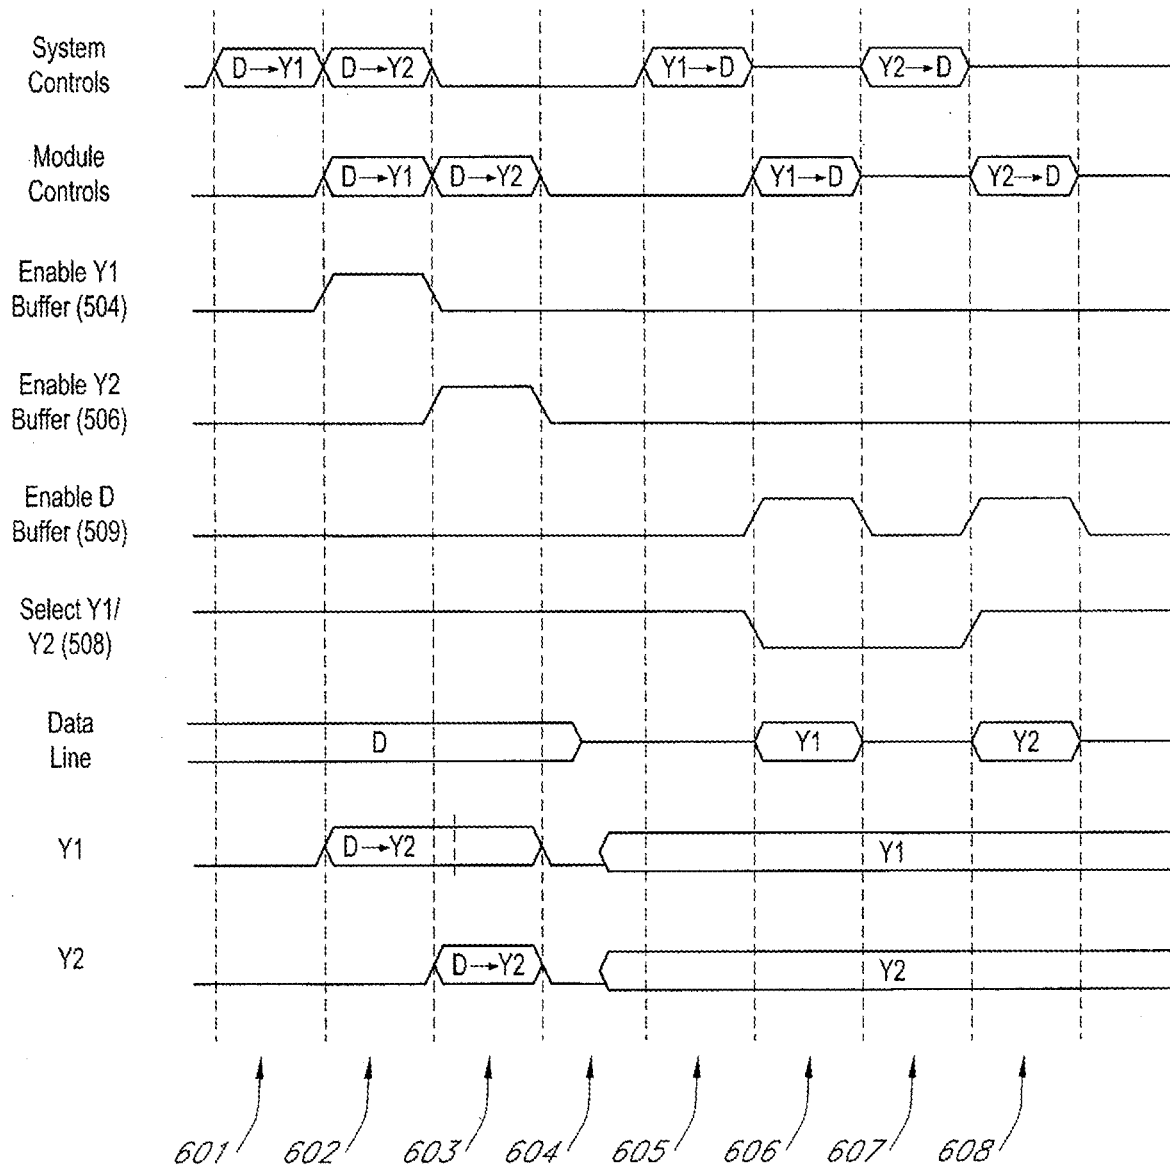 System
Controls
D→Y1
D→Y2
Y1→D
Y2→D
Module
Controls
D→Y1
D→Y2
Y1→D
Y2→D
Enable Y1
Buffer (504)
Enable Y2
Buffer (506)
Enable D
Buffer (509)
Select Y1/
Y2 (508)
Data
Line
D
Y1
Y2
Y1
D→Y2
Y1
Y2
D→Y2
Y2
601
602
603
604
605
606
607
608